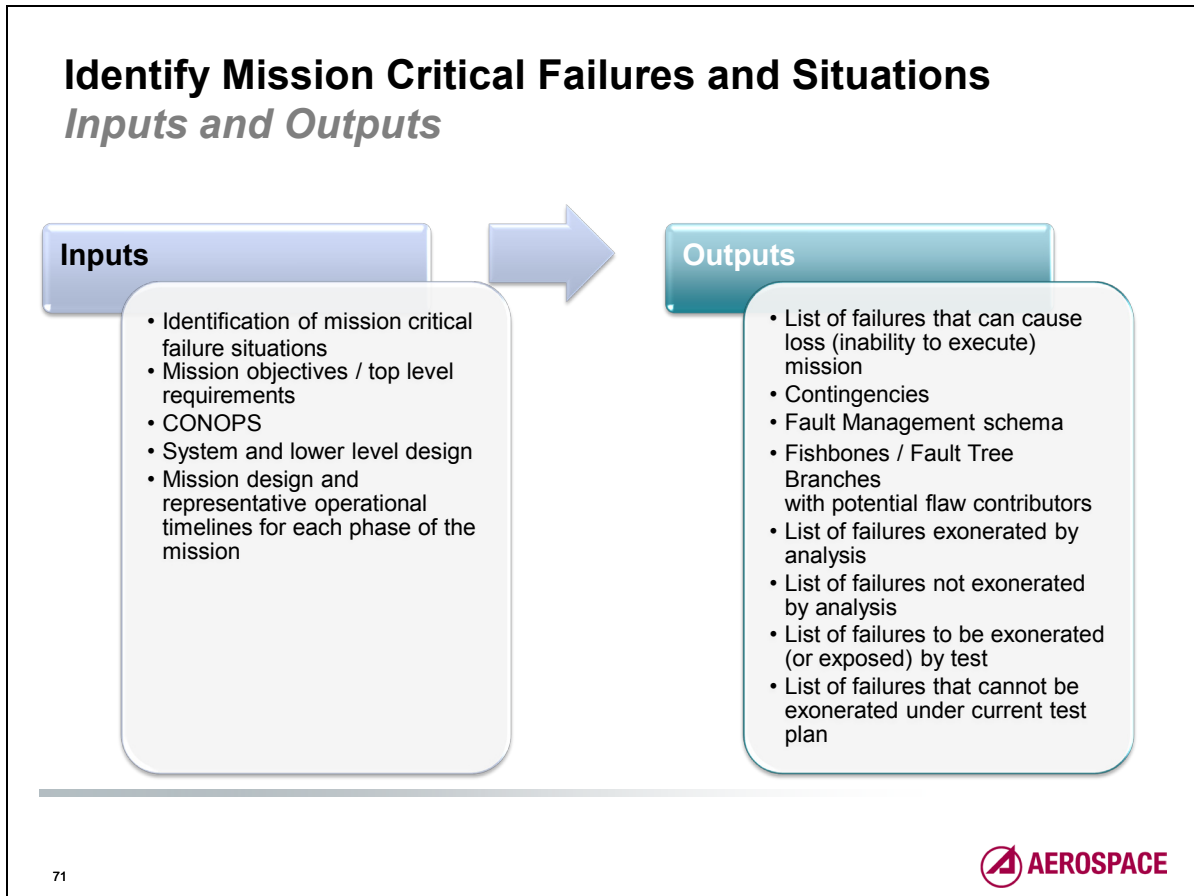 Identify Mission Critical Failures and Situations
Inputs and Outputs
Inputs
• Identification of mission critical
failure situations
• Mission objectives / top level
requirements
• CONOPS
• System and lower level design
• Mission design and
representative operational
timelines for each phase of the
mission
Outputs
• List of failures that can cause
loss (inability to execute)
mission
• Contingencies
• Fault Management schema
• Fishbones / Fault Tree
Branches
with potential flaw contributors
• List of failures exonerated by
analysis
• List of failures not exonerated
by analysis
• List of failures to be exonerated
(or exposed) by test
• List of failures that cannot be
exonerated under current test
plan
71
AEROSPACE